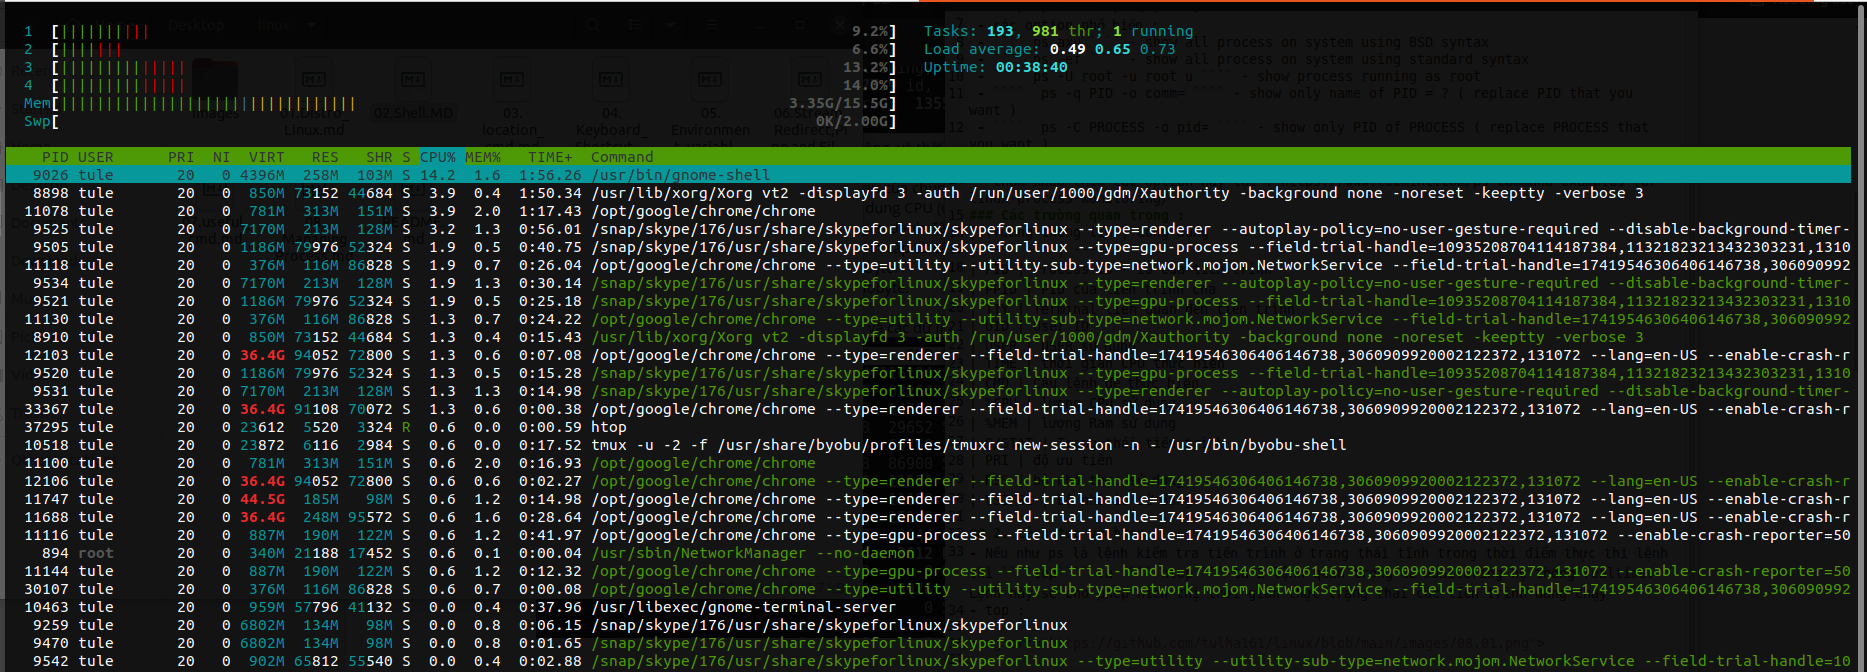 1 [||||||||||| 9.2%] Tasks: 193, 981 thr; 1 running
2 [|||||||| 6.6%] Load average: 0.49 0.65 0.73
3 [|||||||||||||||| 13.2%] Uptime: 00:38:40
4 [|||||||||||||||| 14.0%]
Mem[||||||||||||||||||||||||||||||||||| 3.35G/15.5G]
Swp[ 0K/2.00G]
PID USER PRI NI VIRT RES SHR S CPU% MEM% TIME+ Command
9026 tule 20 0 4396M 258M 103M S 14.2 1.6 1:56.26 /usr/bin/gnome-shell
8898 tule 20 0 850M 73152 44684 S 3.9 0.4 1:50.34 /usr/lib/xorg/Xorg vt2 -displayfd 3 -auth /run/user/1000/gdm/Xauthority -background none -noreset -keeptty -verbose 3
11078 tule 20 0 781M 313M 151M S 3.9 2.0 1:17.43 /opt/google/chrome/chrome
9525 tule 20 0 7170M 213M 128M S 3.2 1.3 0:56.01 /snap/skype/176/usr/share/skypeforlinux/skypeforlinux --type=renderer --autoplay-policy=no-user-gesture-required --disable-background-timer-
9505 tule 20 0 1186M 79976 52324 S 1.9 0.5 0:40.75 /snap/skype/176/usr/share/skypeforlinux/skypeforlinux --type=gpu-process --field-trial-handle=10935208704114187384,11321823213432303231,1310
11118 tule 20 0 376M 116M 86828 S 1.9 0.7 0:26.04 /opt/google/chrome/chrome --type=utility --utility-sub-type=network.mojom.NetworkService --field-trial-handle=17419546306406146738,306090992
9534 tule 20 0 7170M 213M 128M S 1.9 1.3 0:30.14 /snap/skype/176/usr/share/skypeforlinux/skypeforlinux --type=renderer --autoplay-policy=no-user-gesture-required --disable-background-timer-
9521 tule 20 0 1186M 79976 52324 S 1.9 0.5 0:25.18 /snap/skype/176/usr/share/skypeforlinux/skypeforlinux --type=gpu-process --field-trial-handle=10935208704114187384,11321823213432303231,1310
11130 tule 20 0 376M 116M 86828 S 1.3 0.7 0:24.22 /opt/google/chrome/chrome --type=utility --utility-sub-type=network.mojom.NetworkService --field-trial-handle=17419546306406146738,306090992
8910 tule 20 0 850M 73152 44684 S 1.3 0.4 0:15.43 /usr/lib/xorg/Xorg vt2 -displayfd 3 -auth /run/user/1000/gdm/Xauthority -background none -noreset -keeptty -verbose 3
12103 tule 20 0 36.4G 94052 72800 S 1.3 0.6 0:07.08 /opt/google/chrome/chrome --type=renderer --field-trial-handle=17419546306406146738,3060909920002122372,131072 --lang=en-US --enable-crash-r
9520 tule 20 0 1186M 79976 52324 S 1.3 0.5 0:15.28 /snap/skype/176/usr/share/skypeforlinux/skypeforlinux --type=gpu-process --field-trial-handle=10935208704114187384,11321823213432303231,1310
9531 tule 20 0 7170M 213M 128M S 1.3 1.3 0:14.98 /snap/skype/176/usr/share/skypeforlinux/skypeforlinux --type=renderer --autoplay-policy=no-user-gesture-required --disable-background-timer-
33367 tule 20 0 36.4G 91108 70072 S 1.3 0.6 0:00.38 /opt/google/chrome/chrome --type=renderer --field-trial-handle=17419546306406146738,3060909920002122372,131072 --lang=en-US --enable-crash-r
37295 tule 20 0 23612 5520 3324 R 0.6 0.0 0:00.59 htop
10518 tule 20 0 23872 6116 2984 S 0.6 0.0 0:17.52 tmux -u -2 -f /usr/share/byobu/profiles/tmuxrc new-session -n - /usr/bin/byobu-shell
11100 tule 20 0 781M 313M 151M S 0.6 2.0 0:16.93 /opt/google/chrome/chrome
12106 tule 20 0 36.4G 94052 72800 S 0.6 0.6 0:02.27 /opt/google/chrome/chrome --type=renderer --field-trial-handle=17419546306406146738,3060909920002122372,131072 --lang=en-US --enable-crash-r
11747 tule 20 0 44.5G 185M 98M S 0.6 1.2 0:14.98 /opt/google/chrome/chrome --type=renderer --field-trial-handle=17419546306406146738,3060909920002122372,131072 --lang=en-US --enable-crash-r
11688 tule 20 0 36.4G 248M 95572 S 0.6 1.6 0:28.64 /opt/google/chrome/chrome --type=renderer --field-trial-handle=17419546306406146738,3060909920002122372,131072 --lang=en-US --enable-crash-r
11116 tule 20 0 887M 190M 122M S 0.6 1.2 0:41.97 /opt/google/chrome/chrome --type=gpu-process --field-trial-handle=17419546306406146738,3060909920002122372,131072 --enable-crash-reporter=50
894 root 20 0 340M 21188 17452 S 0.6 0.1 0:00.04 /usr/sbin/NetworkManager --no-daemon
11144 tule 20 0 887M 190M 122M S 0.6 1.2 0:12.32 /opt/google/chrome/chrome --type=gpu-process --field-trial-handle=17419546306406146738,3060909920002122372,131072 --enable-crash-reporter=50
30107 tule 20 0 376M 116M 86828 S 0.6 0.7 0:00.08 /opt/google/chrome/chrome --type=utility --utility-sub-type=network.mojom.NetworkService --field-trial-handle=17419546306406146738,306090992
10463 tule 20 0 959M 57796 41132 S 0.0 0.4 0:37.96 /usr/libexec/gnome-terminal-server
9259 tule 20 0 6802M 134M 98M S 0.0 0.8 0:06.15 /snap/skype/176/usr/share/skypeforlinux/skypeforlinux
9470 tule 20 0 6802M 134M 98M S 0.0 0.8 0:01.65 /snap/skype/176/usr/share/skypeforlinux/skypeforlinux
9542 tule 20 0 902M 65812 55540 S 0.0 0.4 0:02.88 /snap/skype/176/usr/share/skypeforlinux/skypeforlinux --type=utility --utility-sub-type=network.mojom.NetworkService --field-trial-handle=10